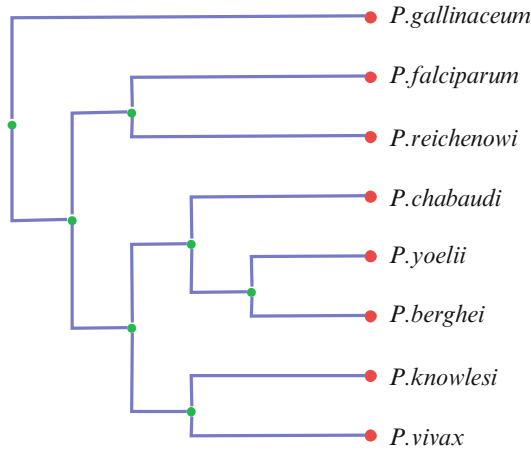 P.gallinaceum
P.falciparum
P.reichenowi
P.chabaudi
P.yoelii
P.berghei
P.knowlesi
P.vivax